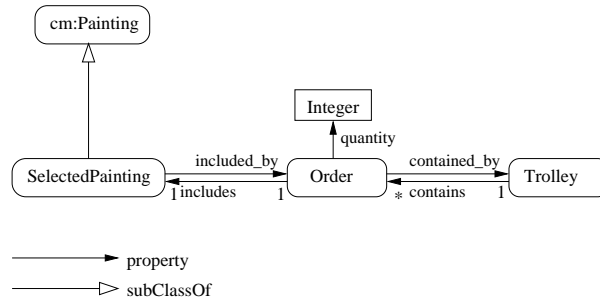 cm:Painting
Integer
quantity
included_by
contained_by
SelectedPainting
Order
Trolley
1 includes 1
* contains 1
property
subClassOf